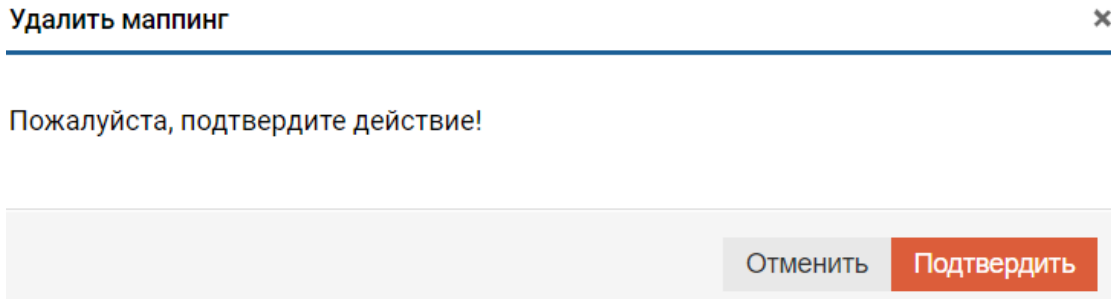 Удалить маппинг
Пожалуйста, подтвердите действие!
Отменить Подтвердить